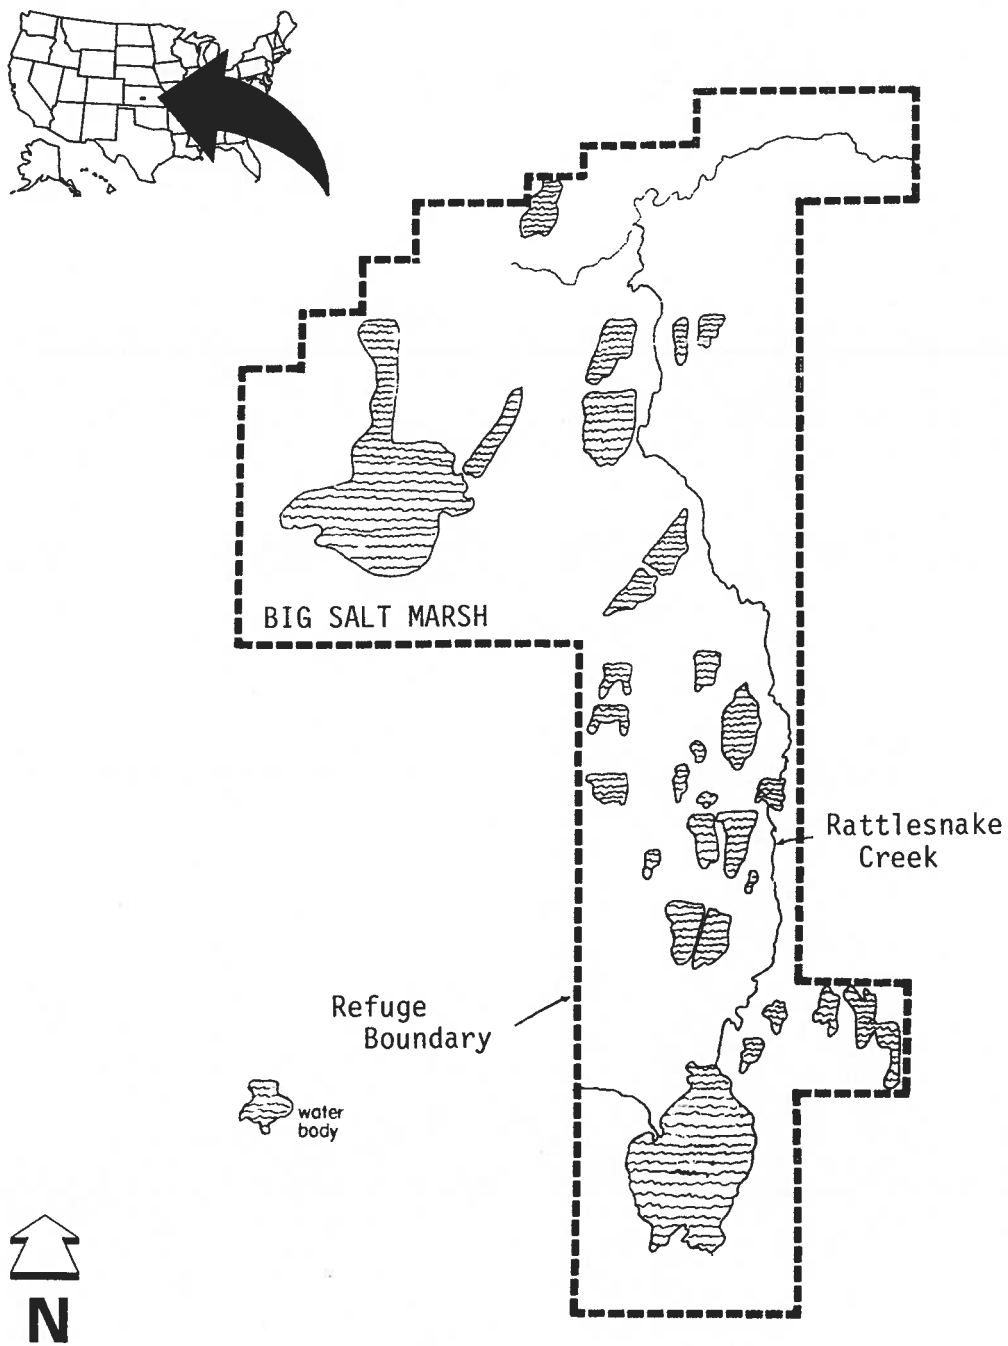 BIG SALT MARSH
Rattlesnake
Creek
Refuge
Boundary
water
body
N